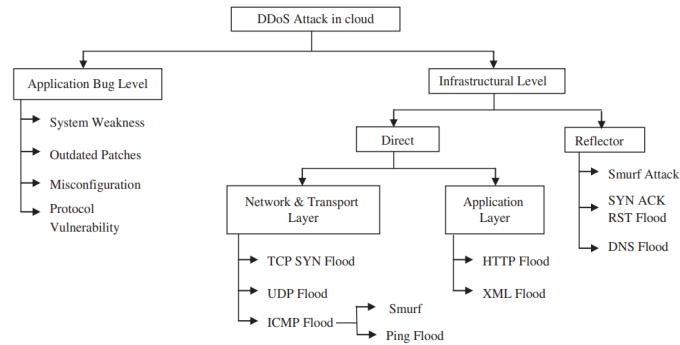 DDoS Attack in cloud
Application Bug Level
Infrastructural Level
System Weakness
Outdated Patches
Misconfiguration
Protocol
Vulnerability
Direct
Reflector
Network & Transport
Layer
Application
Layer
Smurf Attack
SYN ACK
RST Flood
DNS Flood
TCP SYN Flood
UDP Flood
ICMP Flood
Smurf
Ping Flood
HTTP Flood
XML Flood